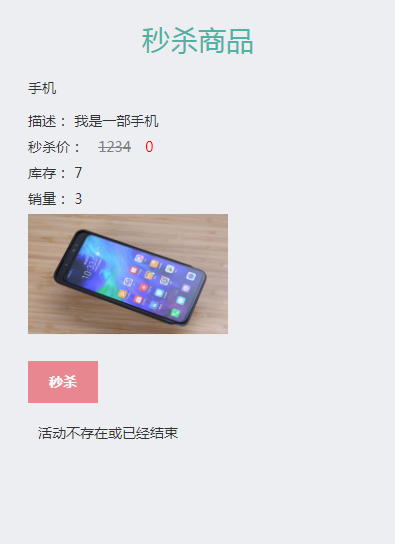 秒杀商品
手机
描述： 我是一部手机
秒杀价： 1234 0
库存： 7
销量： 3
秒杀
活动不存在或已经结束